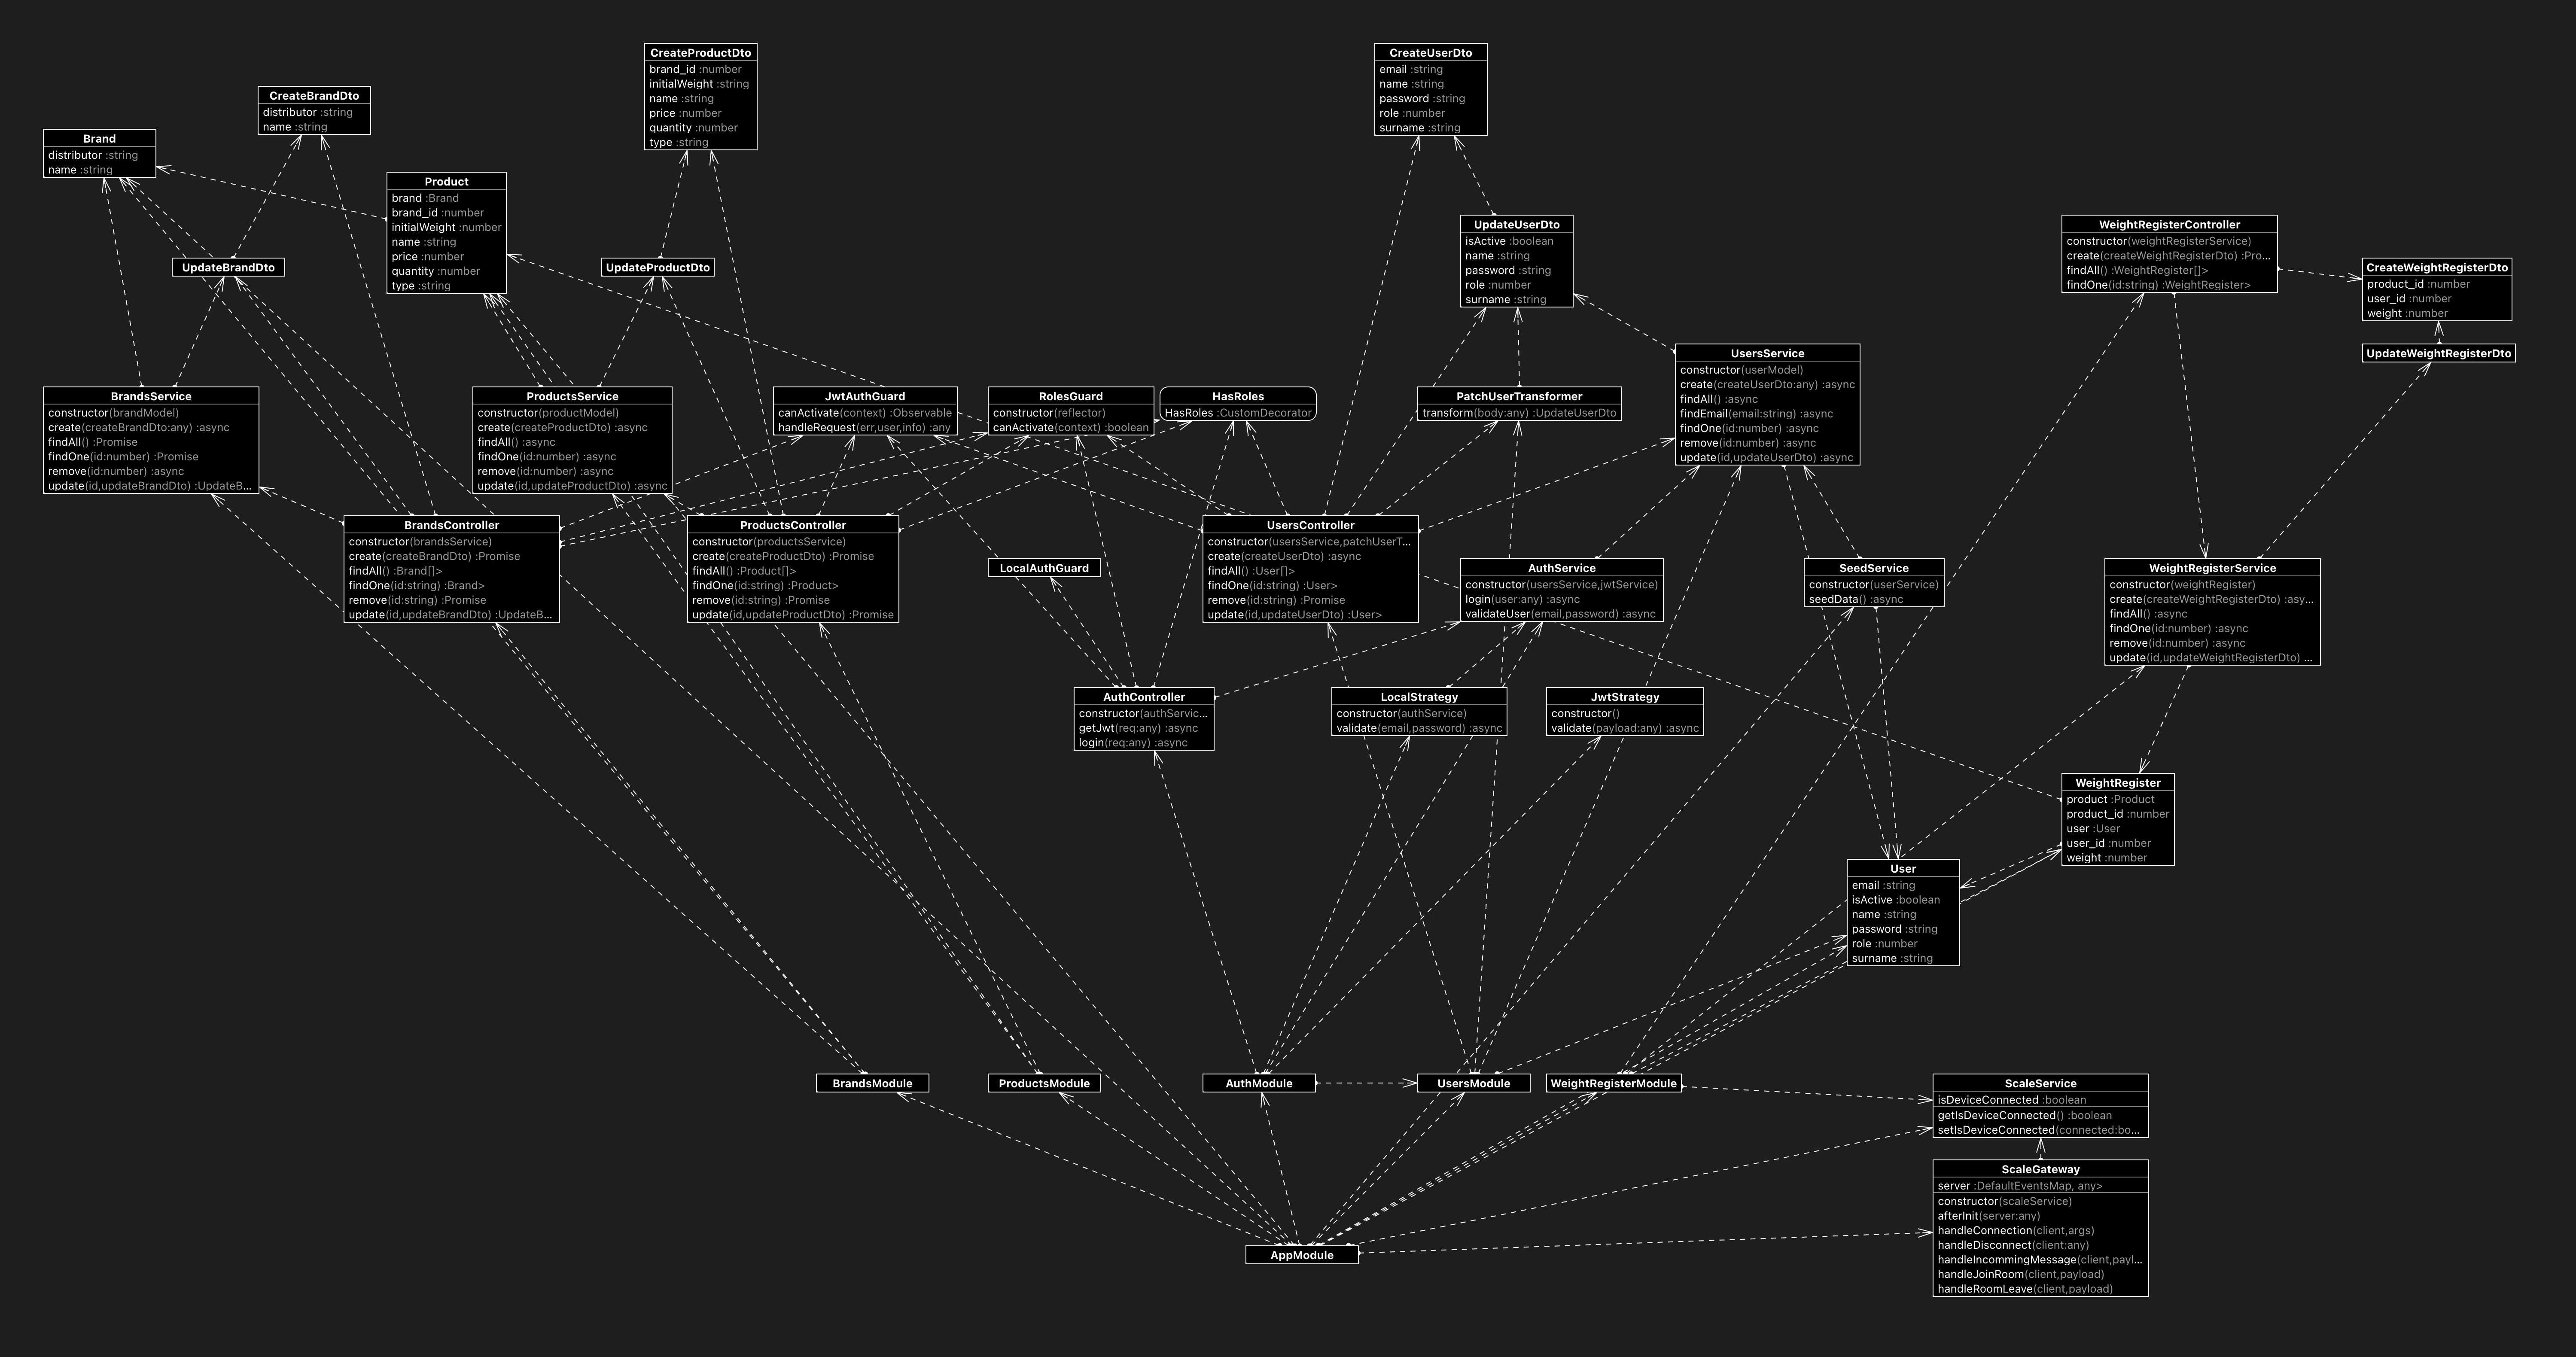 CreateProductDto
brand_id :number
initialWeight :string
name :string
price :number
quantity :number
type :string
CreateUserDto
email :string
name :string
password :string
role :number
surname :string
CreateBrandDto
distributor :string
name :string
Brand
distributor :string
name :string
Product
brand :Brand
brand_id :number
initialWeight :number
name :string
price :number
quantity :number
type :string
UpdateUserDto
isActive :boolean
name :string
password :string
role :number
surname :string
WeightRegisterController
constructor(weightRegisterService)
create(createWeightRegisterDto) :Pro...
findAll() :WeightRegister[]>
findOne(id:string) :WeightRegister>
UpdateBrandDto
UpdateProductDto
CreateWeightRegisterDto
product_id :number
user_id :number
weight :number
UpdateWeightRegisterDto
UsersService
constructor(userModel)
create(createUserDto:any) :async
findAll() :async
findEmail(email:string) :async
findOne(id:number) :async
remove(id:number) :async
update(id,updateUserDto) :async
BrandsService
constructor(brandModel)
create(createBrandDto:any) :async
findAll() :Promise
findOne(id:number) :Promise
remove(id:number) :async
update(id,updateBrandDto) :UpdateB...
ProductsService
constructor(productModel)
create(createProductDto) :async
findAll() :async
findOne(id:number) :async
remove(id:number) :async
update(id,updateProductDto) :async
JwtAuthGuard
canActivate(context) :Observable
handleRequest(err,user,info) :any
RolesGuard
constructor(reflector)
canActivate(context) :boolean
HasRoles
HasRoles :CustomDecorator
PatchUserTransformer
transform(body:any) :UpdateUserDto
BrandsController
constructor(brandsService)
create(createBrandDto) :Promise
findAll() :Brand[]>
findOne(id:string) :Brand>
remove(id:string) :Promise
update(id,updateBrandDto) :UpdateB...
ProductsController
constructor(productsService)
create(createProductDto) :Promise
findAll() :Product[]>
findOne(id:string) :Product>
remove(id:string) :Promise
update(id,updateProductDto) :Promise
LocalAuthGuard
UsersController
constructor(usersService,patchUserT...
create(createUserDto) :async
findAll() :User[]>
findOne(id:string) :User>
remove(id:string) :Promise
update(id,updateUserDto) :User>
AuthService
constructor(usersService,jwtService)
login(user:any) :async
validateUser(email,password) :async
SeedService
constructor(userService)
seedData() :async
WeightRegisterService
constructor(weightRegister)
create(createWeightRegisterDto) :asy...
findAll() :async
findOne(id:number) :async
remove(id:number) :async
update(id,updateWeightRegisterDto) ...
AuthController
constructor(authServic...
getJwt(req:any) :async
login(req:any) :async
LocalStrategy
constructor(authService)
validate(email,password) :async
JwtStrategy
constructor()
validate(payload:any) :async
WeightRegister
product :Product
product_id :number
user :User
user_id :number
weight :number
User
email :string
isActive :boolean
name :string
password :string
role :number
surname :string
BrandsModule
ProductsModule
AuthModule
UsersModule
WeightRegisterModule
ScaleService
isDeviceConnected :boolean
getIsDeviceConnected() :boolean
setIsDeviceConnected(connected:bo...
ScaleGateway
server :DefaultEventsMap, any>
constructor(scaleService)
afterInit(server:any)
handleConnection(client,args)
handleDisconnect(client:any)
handleIncommingMessage(client,payl...
handleJoinRoom(client,payload)
handleRoomLeave(client,payload)
AppModule